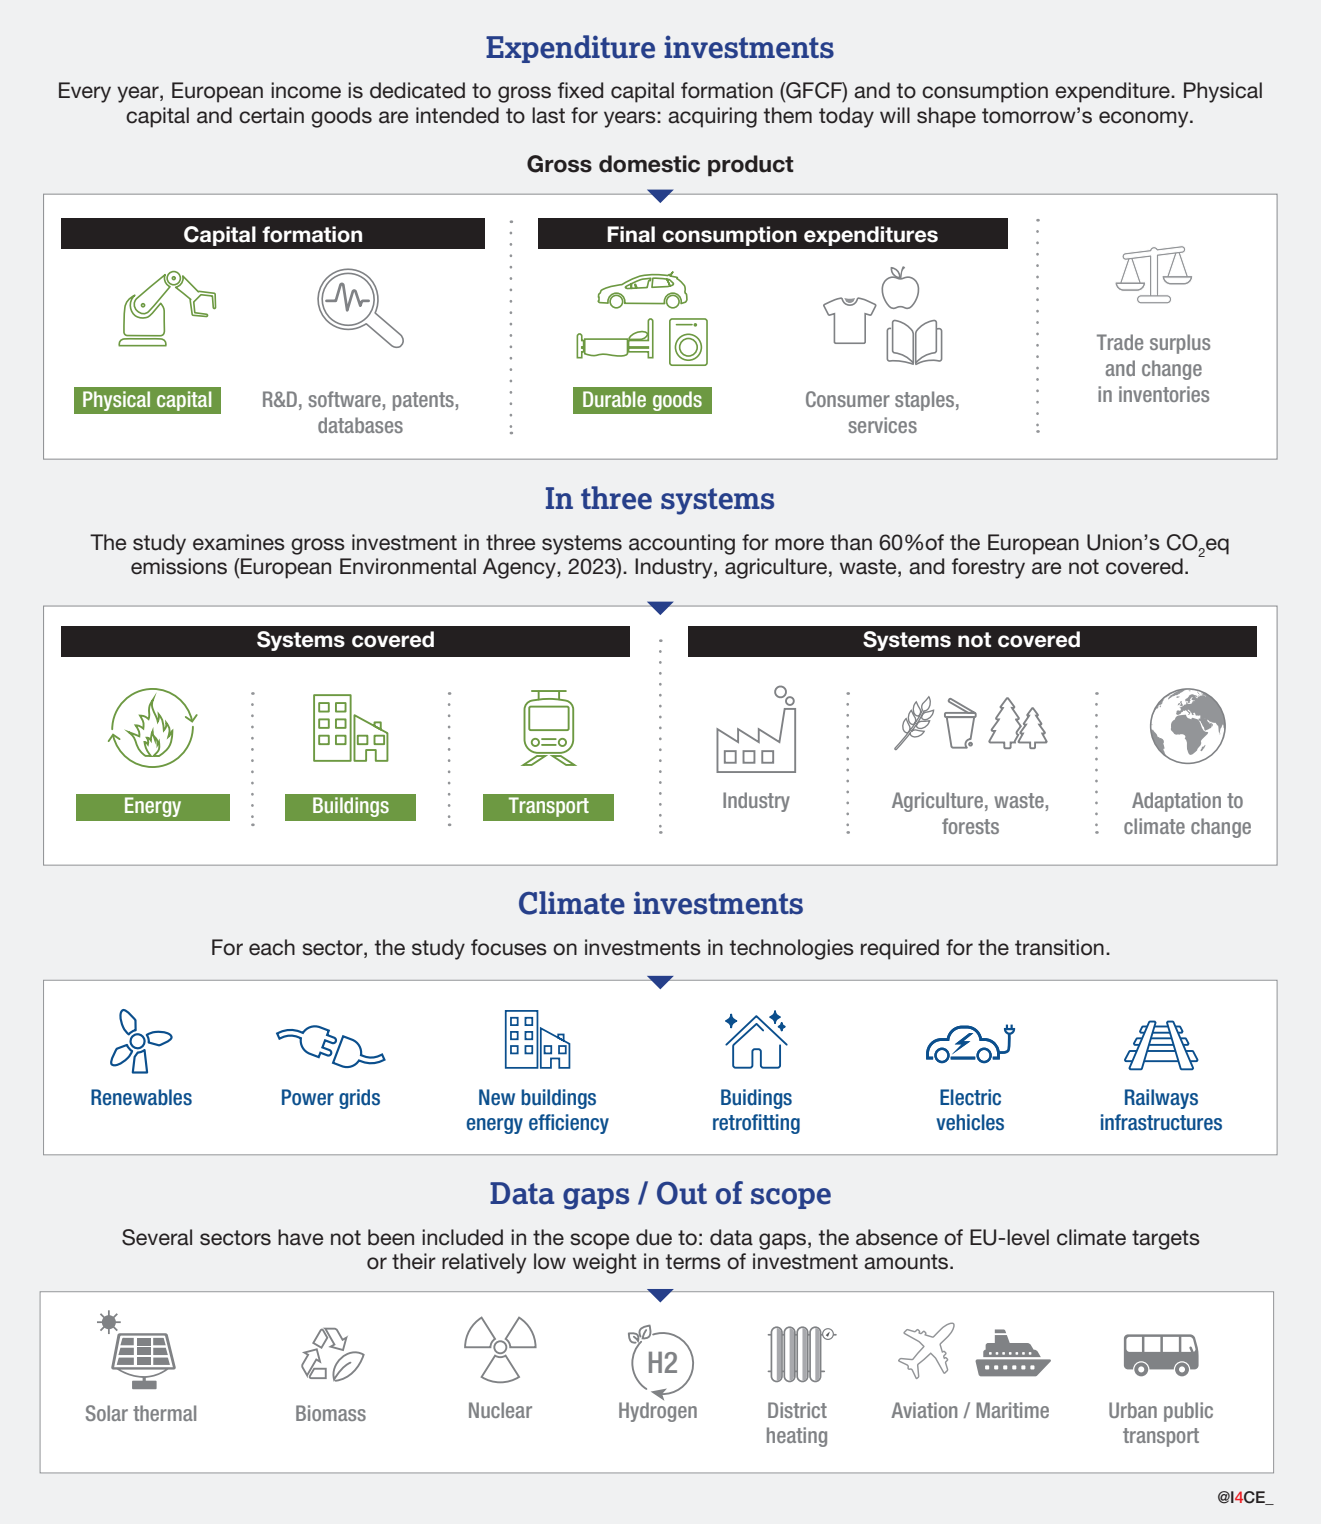 Expenditure investments
Every year, European income is dedicated to gross fixed capital formation (GFCF) and to consumption expenditure. Physical
capital and certain goods are intended to last for years: acquiring them today will shape tomorrow's economy.
Gross domestic product
Capital formation
Final consumption expenditures
Physical capital
R&D, software, patents,
databases
Durable goods
Consumer staples,
services
Trade surplus
and change
in inventories
In three systems
The study examines gross investment in three systems accounting for more than 60%of the European Union's CO2eq
emissions (European Environmental Agency, 2023). Industry, agriculture, waste, and forestry are not covered.
Systems covered
Systems not covered
Energy
Buildings
Transport
Industry
Agriculture, waste,
forests
Adaptation to
climate change
Climate investments
For each sector, the study focuses on investments in technologies required for the transition.
Renewables
Power grids
New buildings
energy efficiency
Buidings
retrofitting
Electric
vehicles
Railways
infrastructures
Data gaps / Out of scope
Several sectors have not been included in the scope due to: data gaps, the absence of EU-level climate targets
or their relatively low weight in terms of investment amounts.
H2
Solar thermal
Biomass
Nuclear
Hydrogen
District
heating
Aviation / Maritime
Urban public
transport
@I4CE_